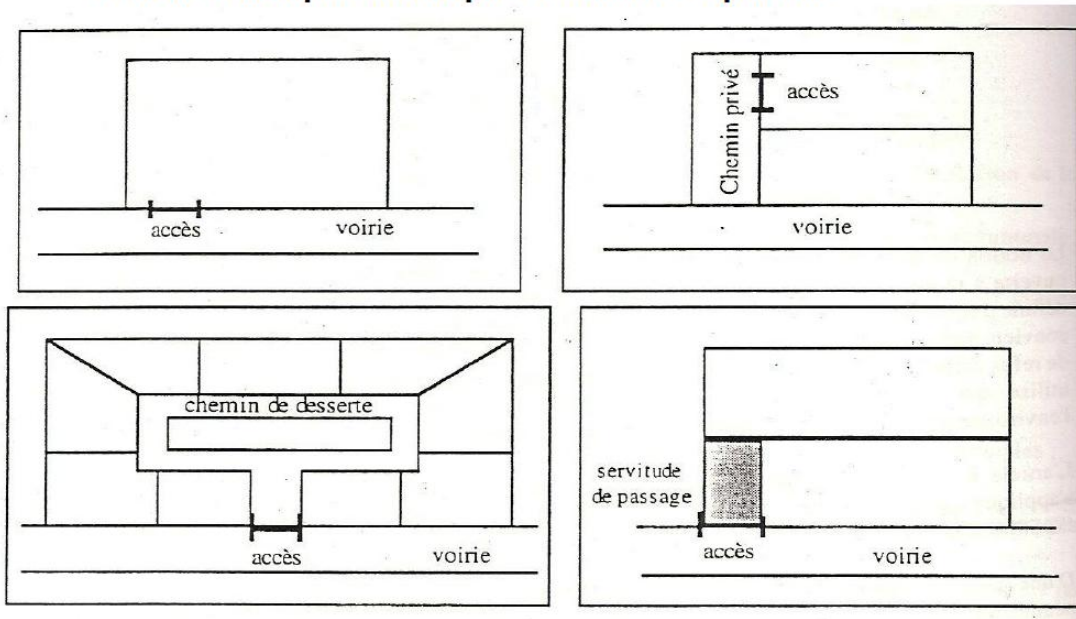 accès
voirie
Chemin privé
accès
voirie
chemin de desserte
accès
voirie
servitude
de passage
accès
voirie